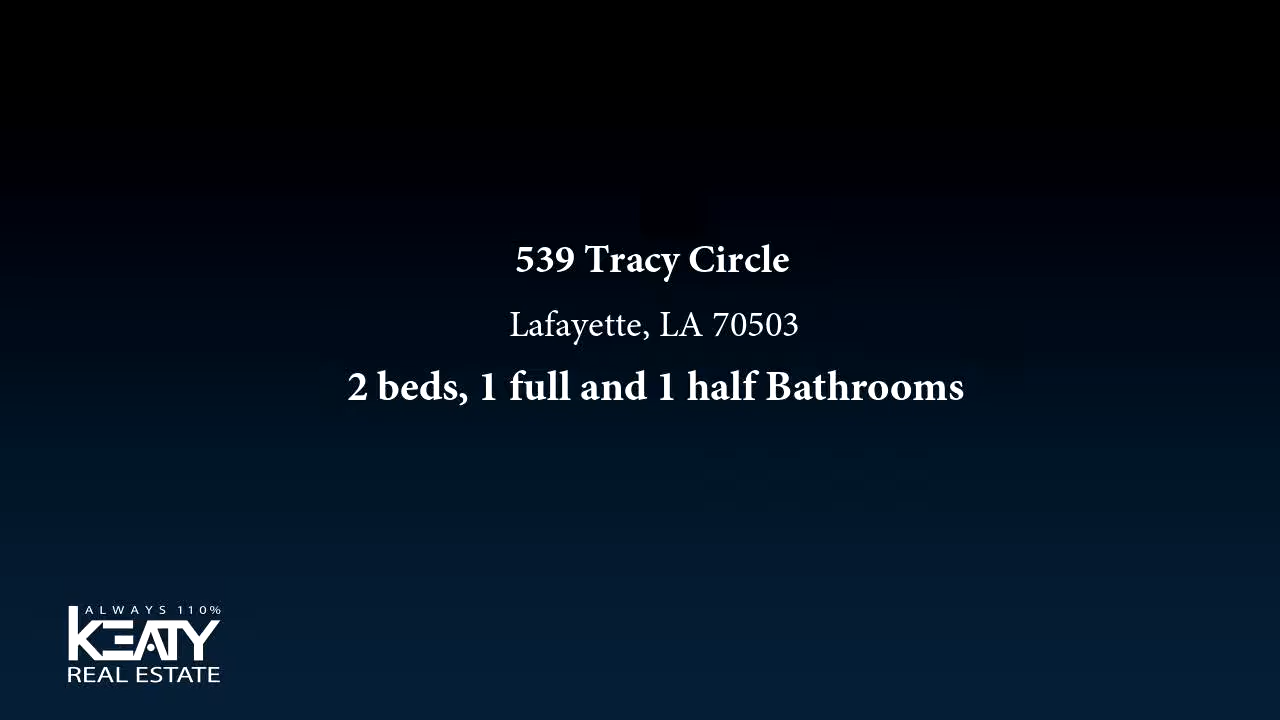 539 Tracy Circle
Lafayette, LA 70503
2 beds, 1 full and 1 half Bathrooms
ALWAYS 110%
KEATY
REAL ESTATE